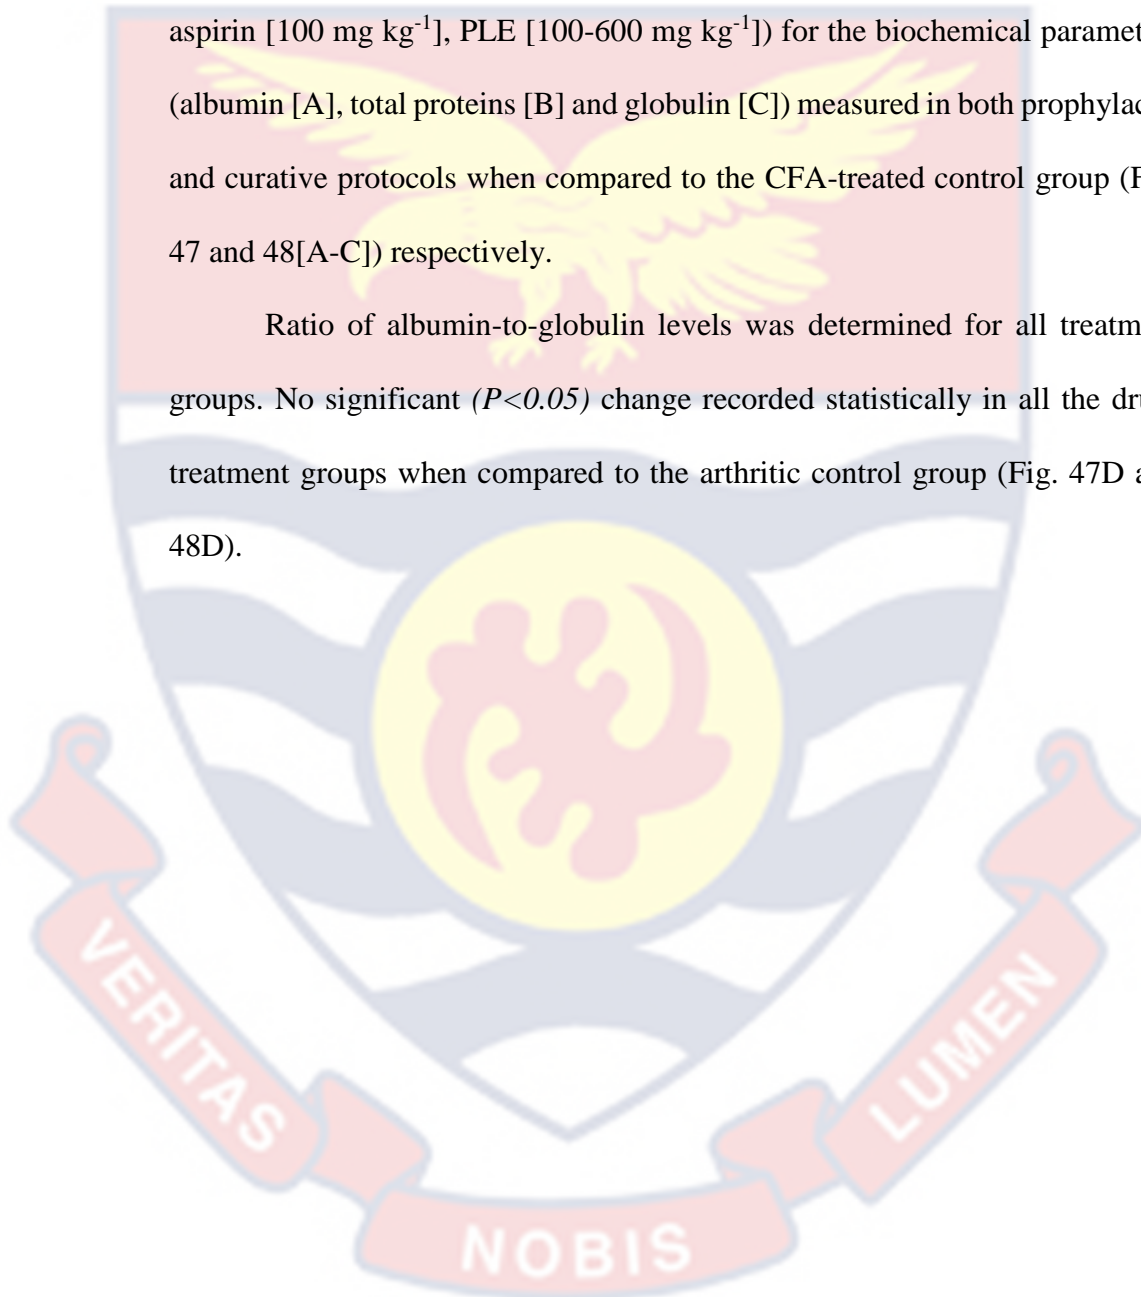 aspirin [100 mg kg⁻¹], PLE [100-600 mg kg⁻¹]) for the biochemical paramet
(albumin [A], total proteins [B] and globulin [C]) measured in both prophylac
and curative protocols when compared to the CFA-treated control group (F
47 and 48[A-C]) respectively.
Ratio of albumin-to-globulin levels was determined for all treatm
groups. No significant (P<0.05) change recorded statistically in all the dr
treatment groups when compared to the arthritic control group (Fig. 47D a
48D).
VERITAS
NOBIS
LUMEN